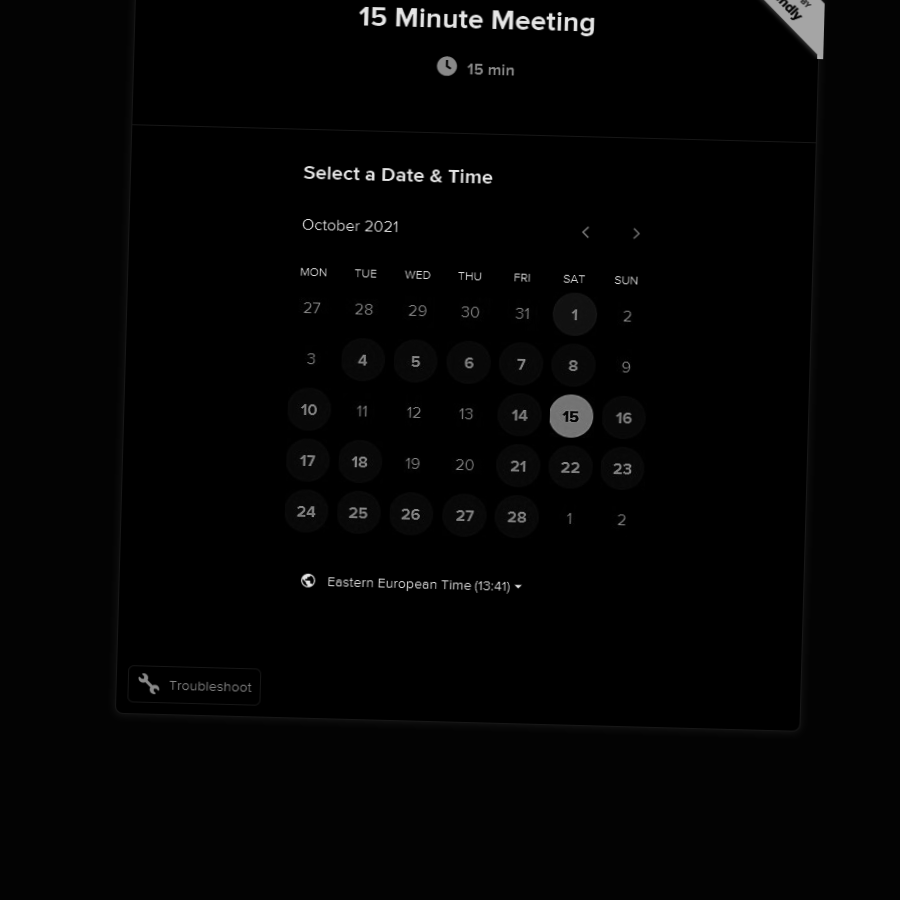 15 Minute Meeting
BY
ndly
15 min
Select a Date & Time
October 2021
MON TUE WED THU FRI SAT SUN
27 28 29 30 31 1 2
3 4 5 6 7 8 9
10 11 12 13 14 15 16
17 18 19 20 21 22 23
24 25 26 27 28 1 2
Eastern European Time (13:41)
Troubleshoot